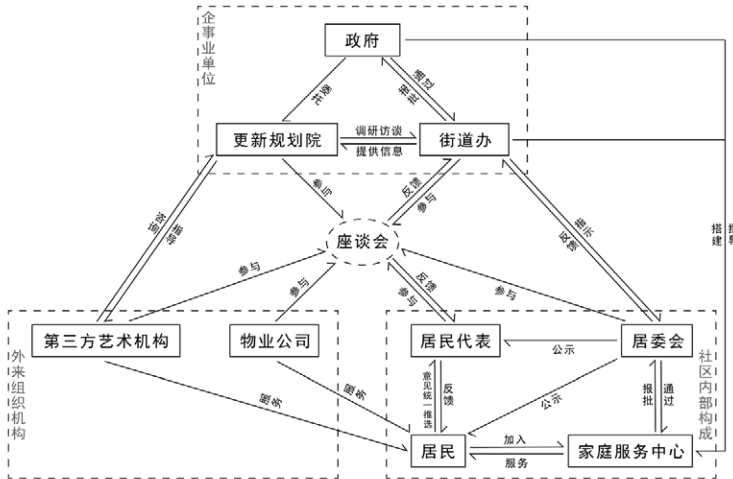 企事业单位
政府
委托
通过
报批
更新规划院
调研访谈
提供信息
街道办
参与
反馈
参与
咨询
指导
反馈
指示
搭建
指导
座谈会
参与
参与
反馈
参与
参与
外来组织机构
第三方艺术机构
物业公司
居民代表
公示
居委会
社区内部构成
服务
服务
意见统一推选
反馈
公示
报批
通过
居民
加入
服务
家庭服务中心